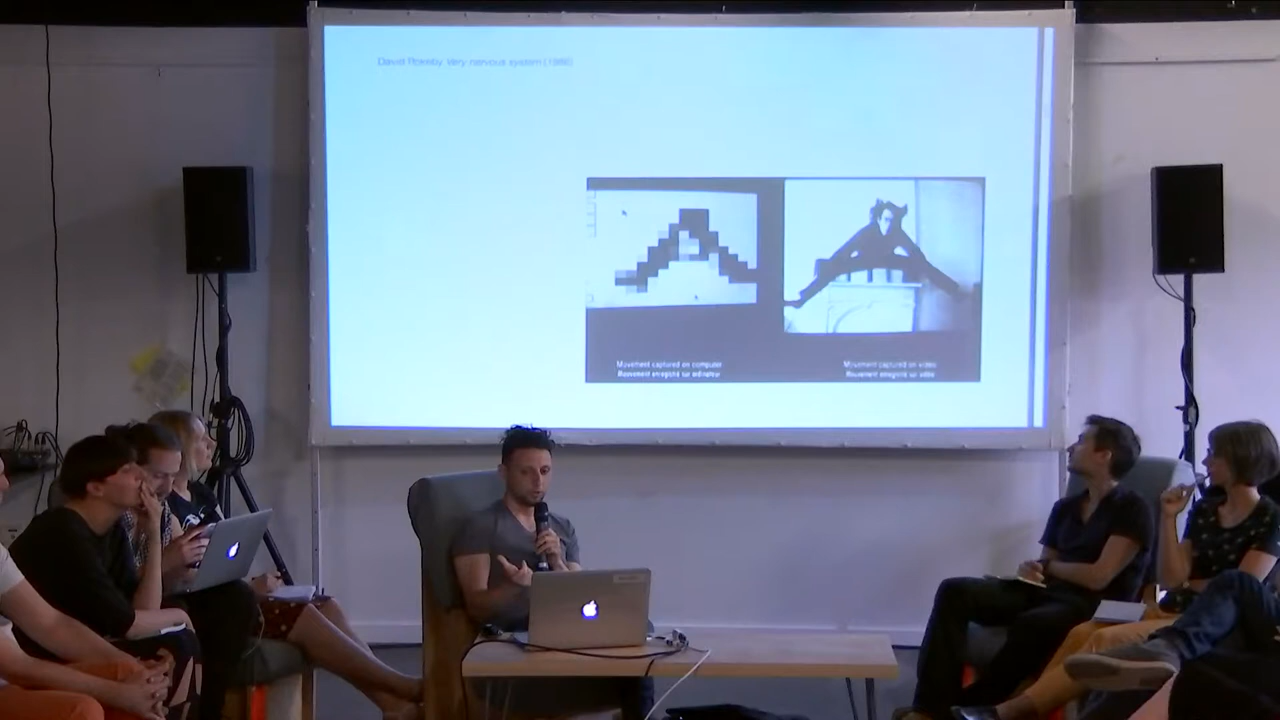 David Rokeby, Very nervous system (1986)
Movement captured on computer
Mouvement enregistré sur ordinateur
Movement captured on video
Mouvement enregistré sur vidéo